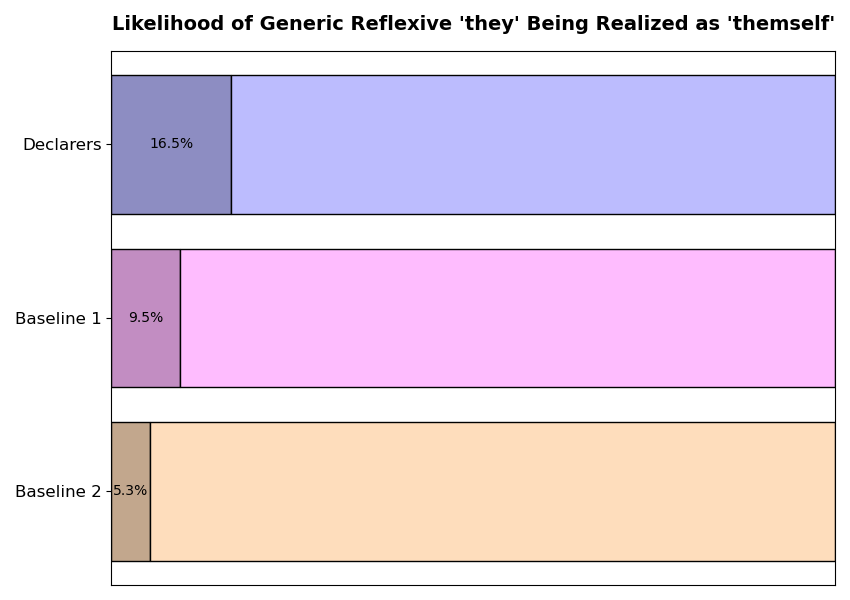 Likelihood of Generic Reflexive 'they' Being Realized as 'themself'
Declarers
16.5%
Baseline 1
9.5%
Baseline 2
5.3%